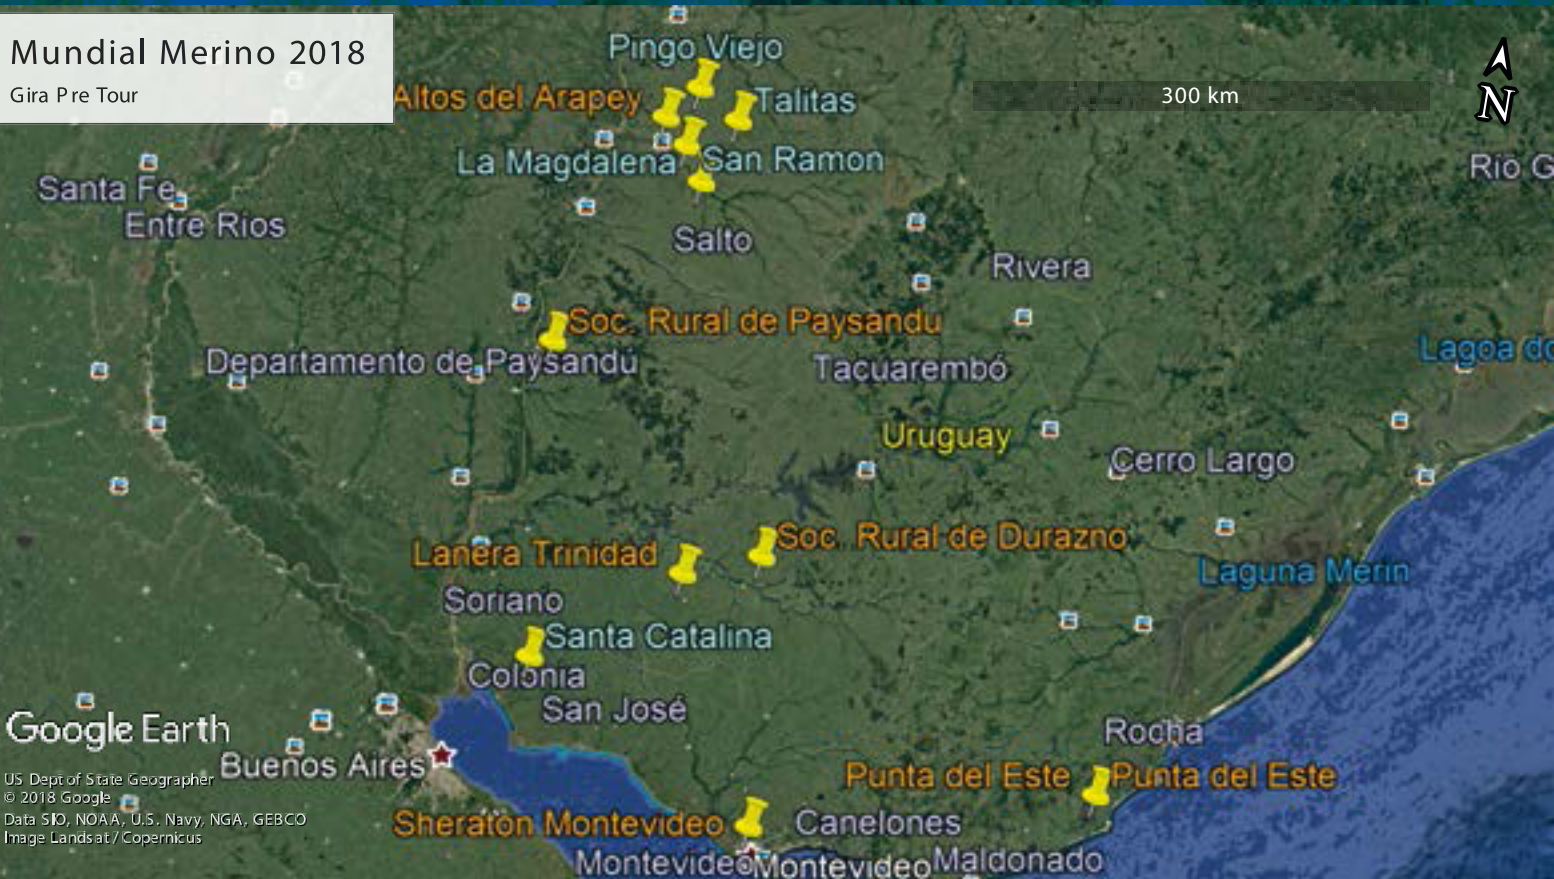 Mundial Merino 2018
Gira Pre Tour
Pingo Viejo
Altos del Arapey
Talitas
300 km
N
La Magdalena
San Ramon
Rio G
Santa Fe
Entre Rios
Salto
Rivera
Soc. Rural de Paysandu
Departamento de Paysandú
Tacuarembó
Lagoa do
Uruguay
Cerro Largo
Lanera Trinidad
Soc. Rural de Durazno
Laguna Merin
Soriano
Santa Catalina
Colonia
San José
Google Earth
Rocha
Buenos Aires
Punta del Este
Punta del Este
US Dept of State Geographer
© 2018 Google
Data SIO, NOAA, U.S. Navy, NGA, GEBCO
Image Landsat / Copernicus
Sheraton Montevideo
Canelones
Montevideo
Montevideo
Maldonado